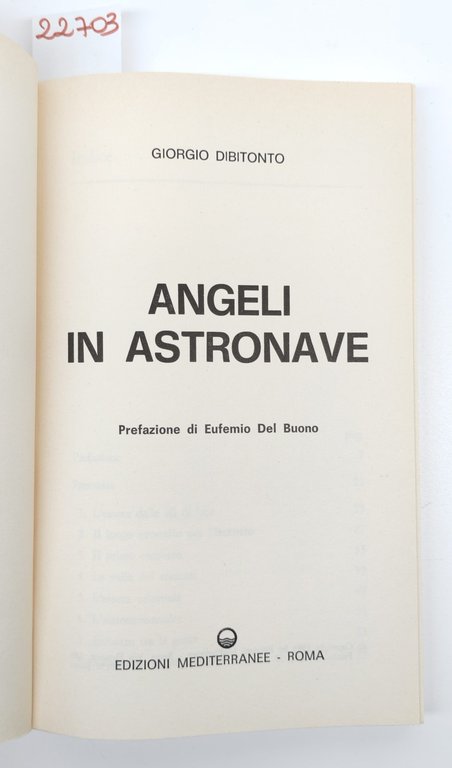 22703
GIORGIO DIBITONTO
ANGELI
IN ASTRONAVE
Prefazione di Eufemio Del Buono
EDIZIONI MEDITERRANEE - ROMA